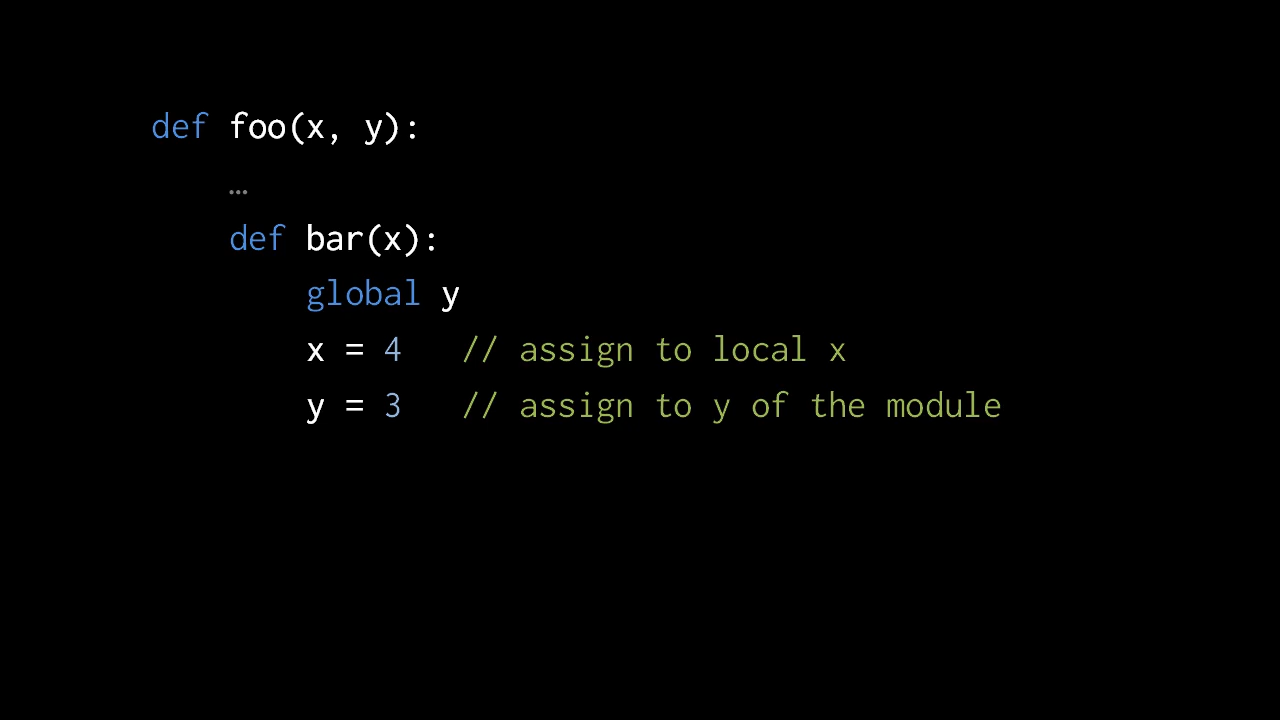 def foo(x, y):
    …
    def bar(x):
        global y
        x = 4   // assign to local x
        y = 3   // assign to y of the module